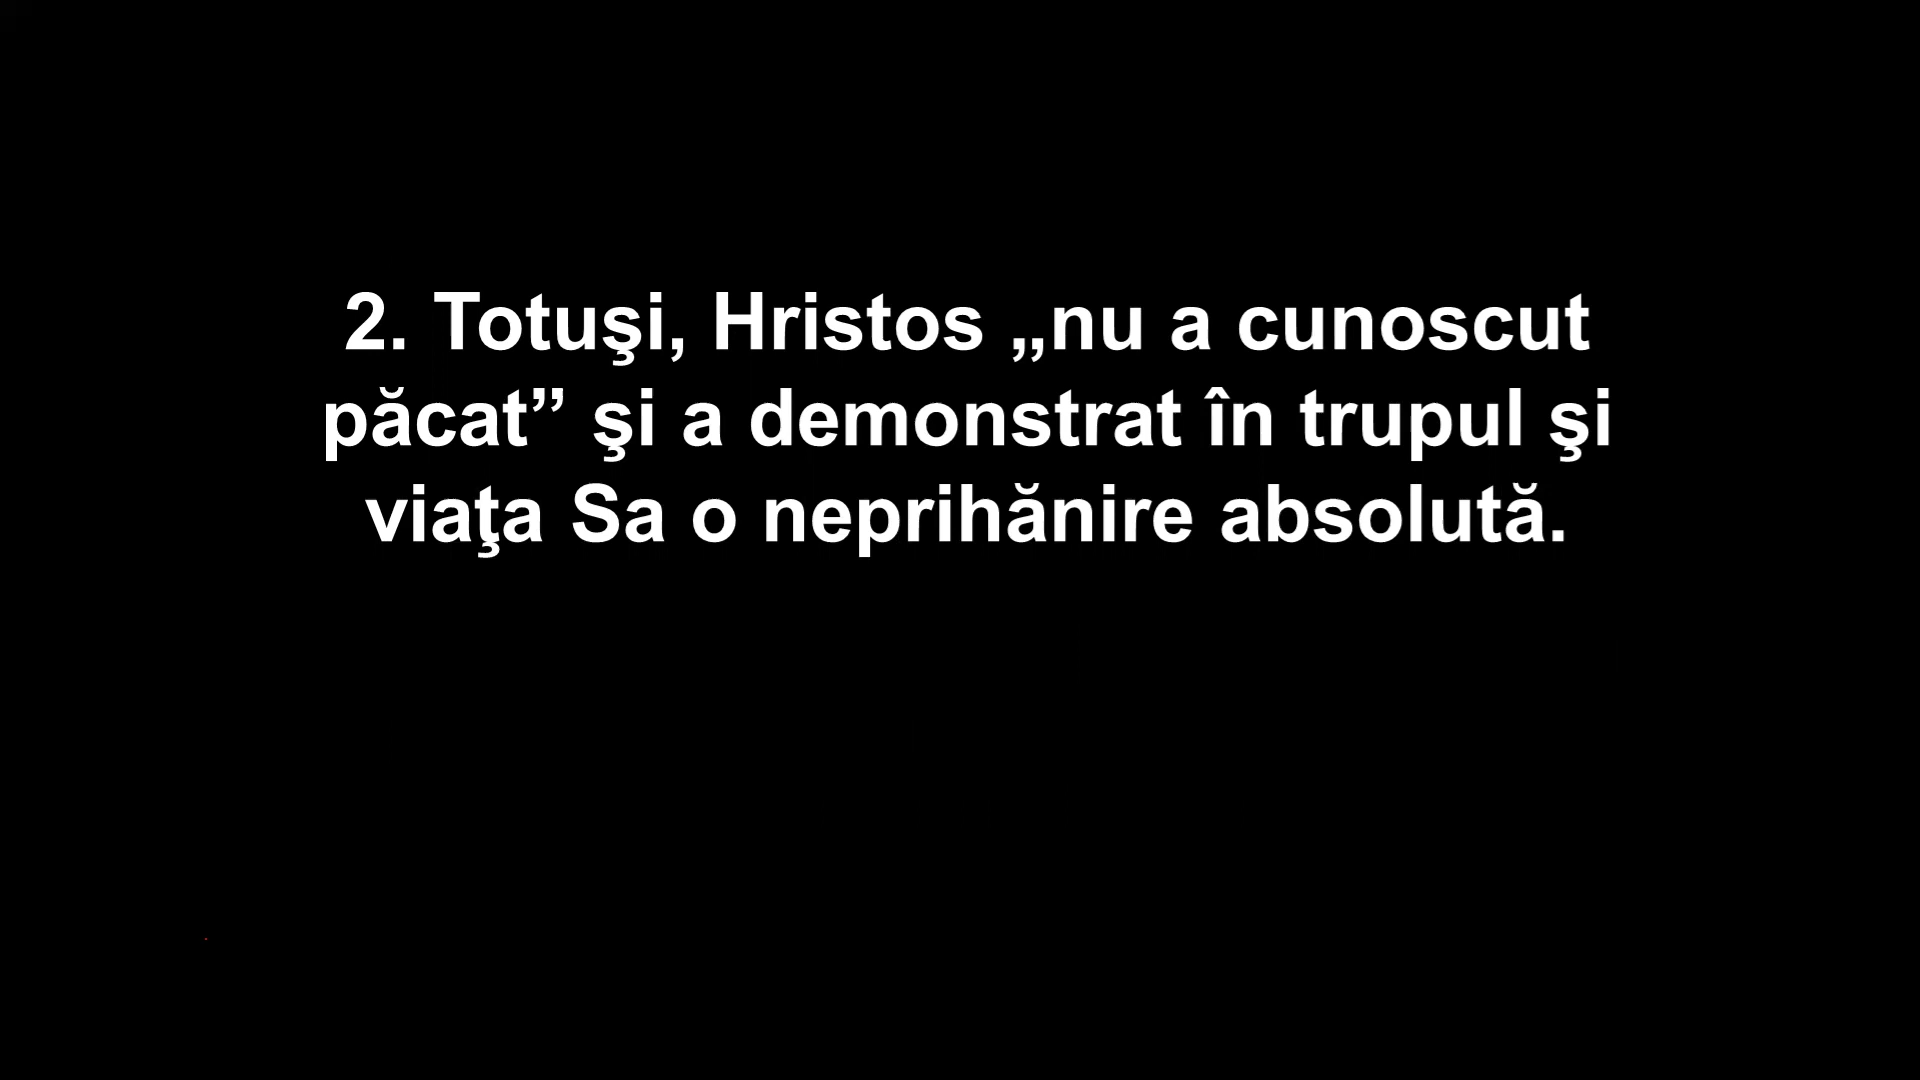 2. Totuşi, Hristos „nu a cunoscut
păcat” şi a demonstrat în trupul şi
viaţa Sa o neprihănire absolută.